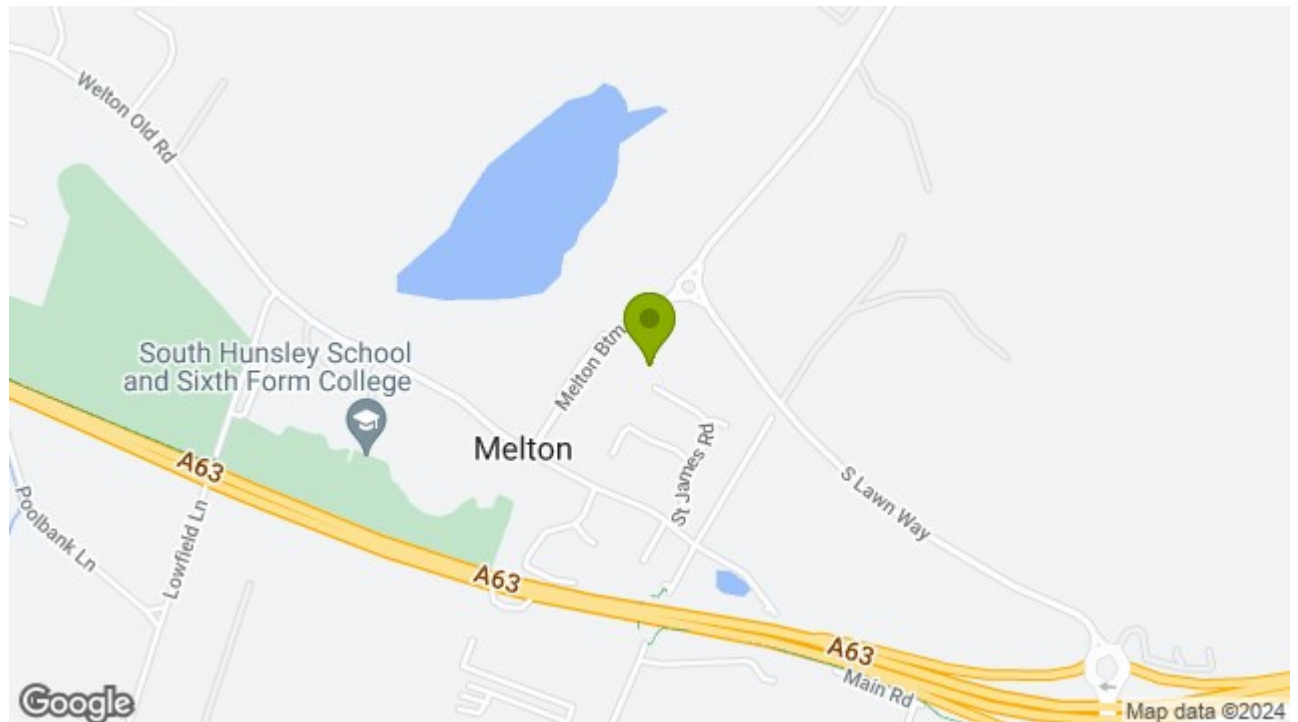 Welton Old Rd
Melton Btm
South Hunsley School
and Sixth Form College
Melton
St James Rd
S Lawn Way
A63
Poolbank Ln
Lowfield Ln
A63
A63
Main Rd
Google
Map data ©2024